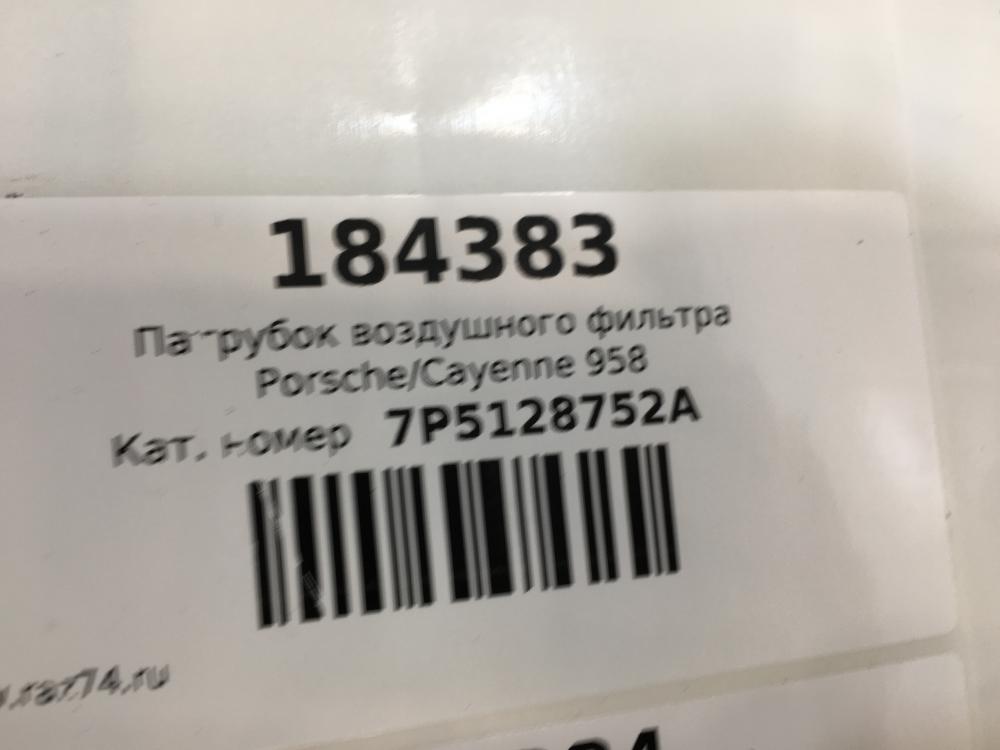 184383
Патрубок воздушного фильтра
Porsche/Cayenne 958
Кат. номер 7P5128752A